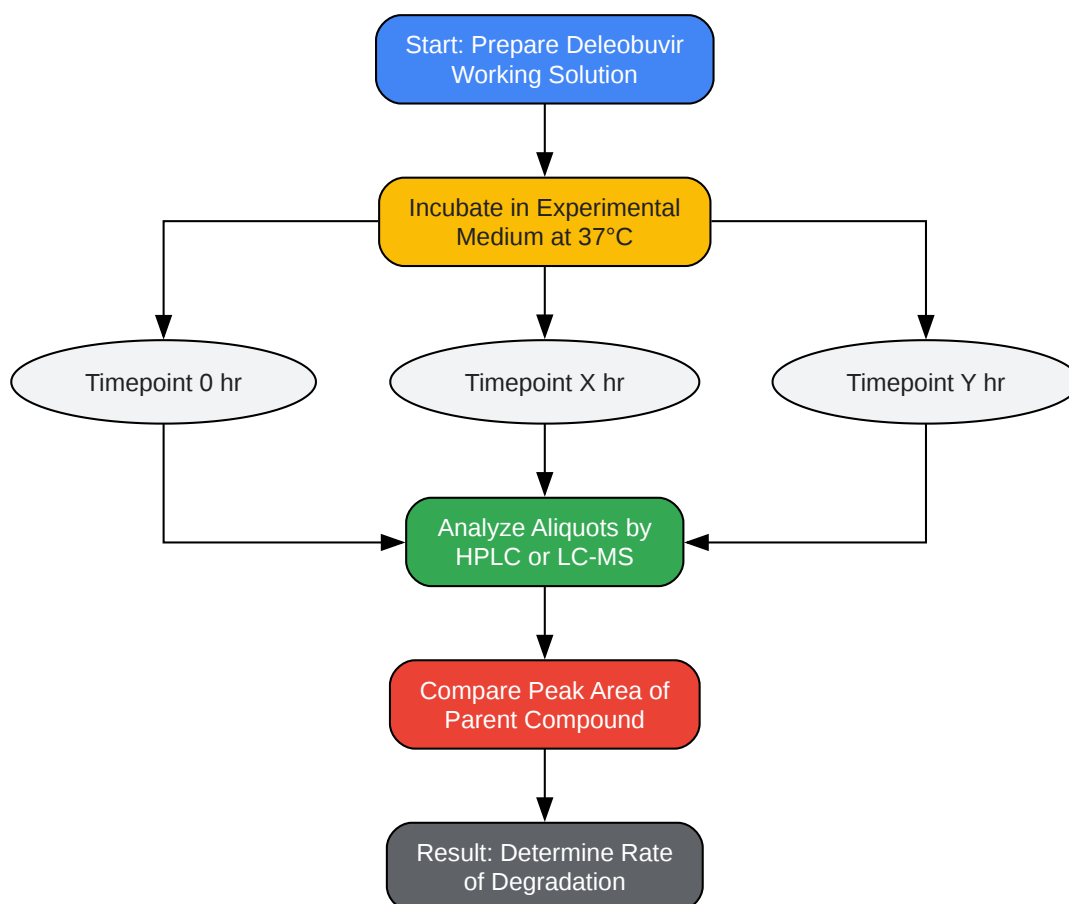 Start: Prepare Deleobuvir
Working Solution
Incubate in Experimental
Medium at 37°C
Timepoint 0 hr
Timepoint X hr
Timepoint Y hr
Analyze Aliquots by
HPLC or LC-MS
Compare Peak Area of
Parent Compound
Result: Determine Rate
of Degradation